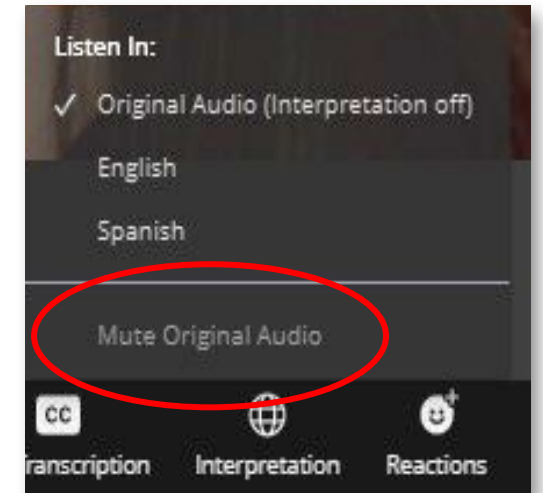 Listen In:
✓ Original Audio (Interpretation off)
English
Spanish
Mute Original Audio
CC
ranscription Interpretation Reactions